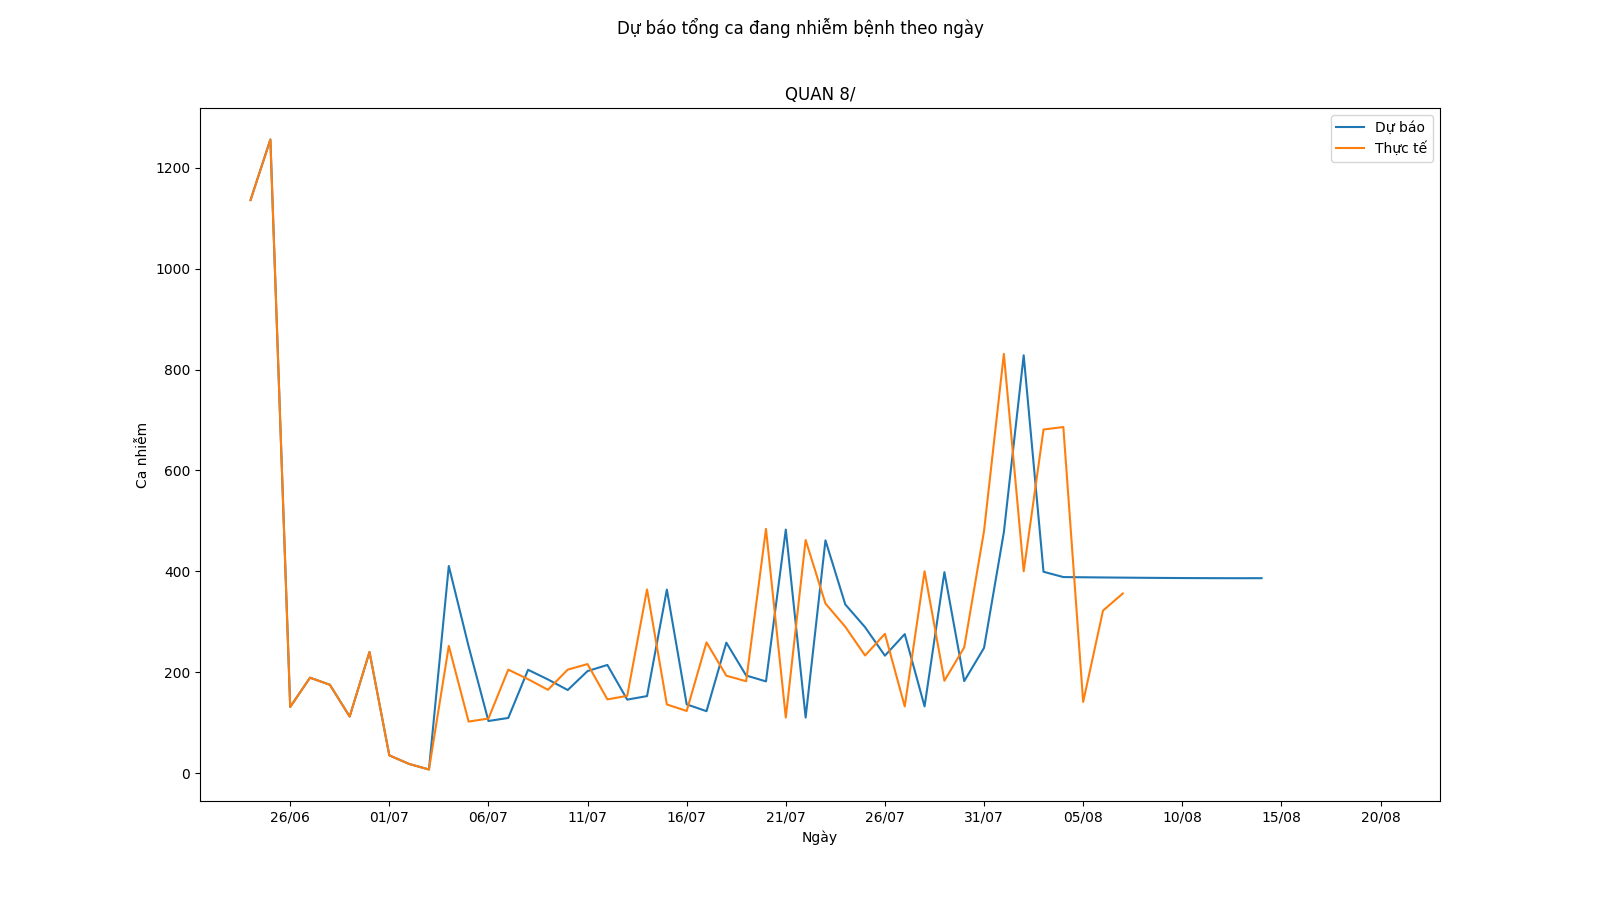 Dự báo tổng ca đang nhiễm bệnh theo ngày
QUAN 8/
Dự báo
Thực tế
1200
1000
800
600
400
200
0
Ca nhiễm
26/06 01/07 06/07 11/07 16/07 21/07 26/07 31/07 05/08 10/08 15/08 20/08
Ngày